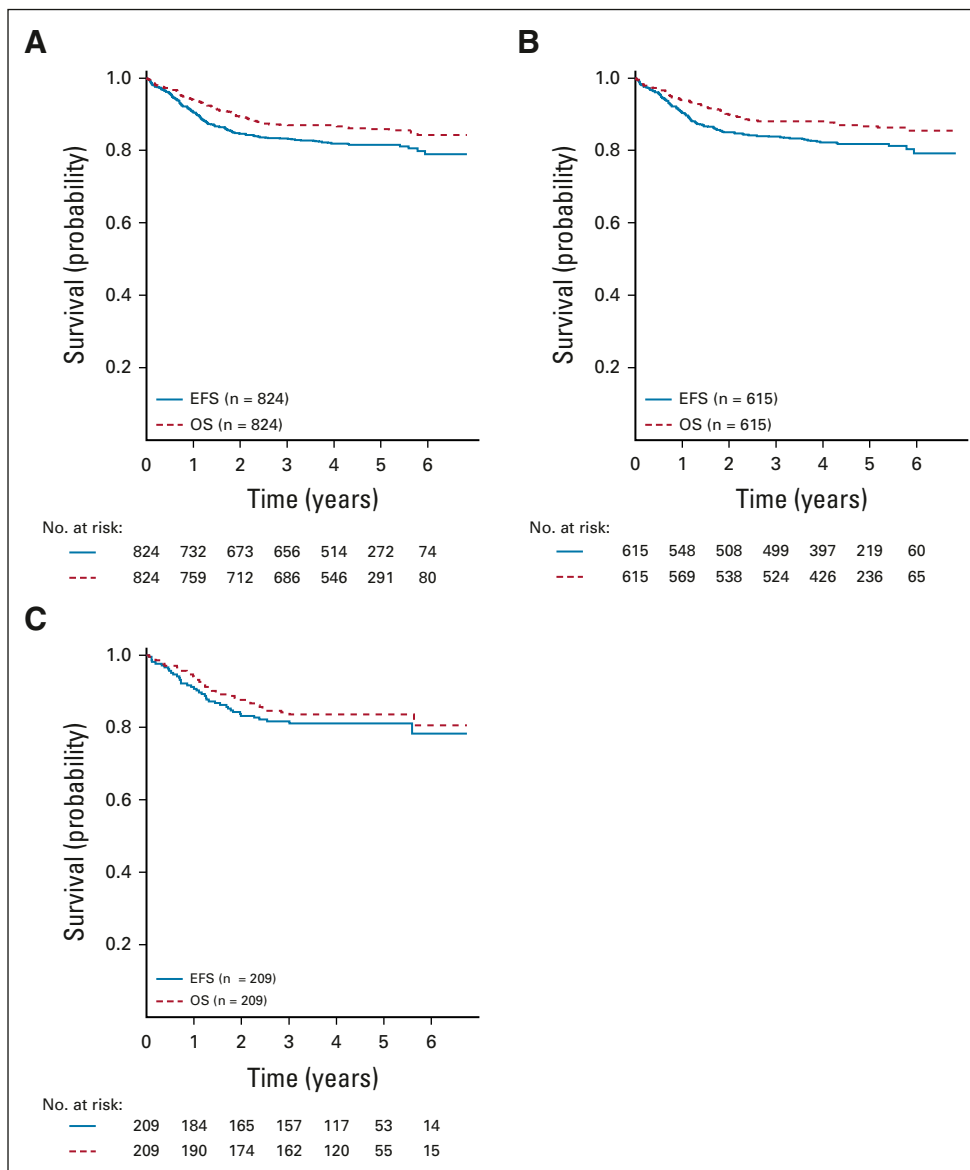 A
1.0
0.8
0.6
0.4
0.2
Survival (probability)
EFS (n = 824)
OS (n = 824)
0 1 2 3 4 5 6
Time (years)
No. at risk:
824 732 673 656 514 272 74
824 759 712 686 546 291 80
B
1.0
0.8
0.6
0.4
0.2
Survival (probability)
EFS (n = 615)
OS (n = 615)
0 1 2 3 4 5 6
Time (years)
No. at risk:
615 548 508 499 397 219 60
615 569 538 524 426 236 65
C
1.0
0.8
0.6
0.4
0.2
Survival (probability)
EFS (n = 209)
OS (n = 209)
0 1 2 3 4 5 6
Time (years)
No. at risk:
209 184 165 157 117 53 14
209 190 174 162 120 55 15